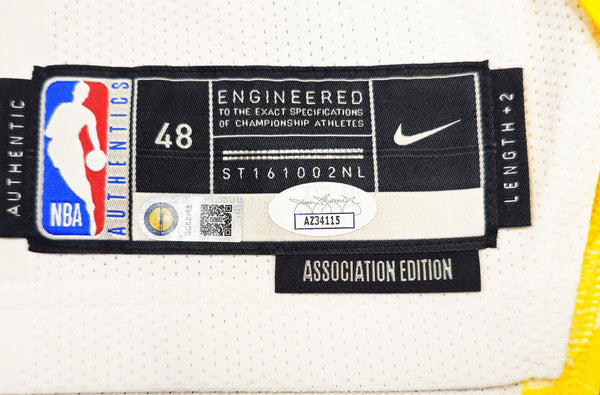 AUTHENTIC
NBA
AUTHENTICS
48
ENGINEERED
TO THE EXACT SPECIFICATIONS
OF CHAMPIONSHIP ATHLETES
ST161002NL
LENGTH+2
AZ34115
ASSOCIATION EDITION